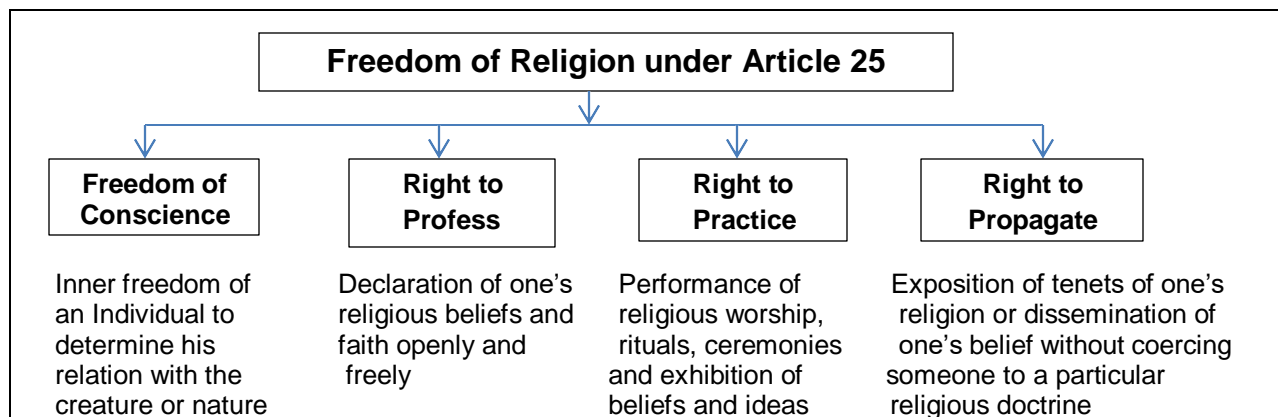 Freedom of Religion under Article 25
Freedom of
Conscience
Right to
Profess
Right to
Practice
Right to
Propagate
Inner freedom of
an Individual to
determine his
relation with the
creature or nature
Declaration of one’s
religious beliefs and
faith openly and
freely
Performance of
religious worship,
rituals, ceremonies
and exhibition of
beliefs and ideas
Exposition of tenets of one’s
religion or dissemination of
one’s belief without coercing
someone to a particular
religious doctrine